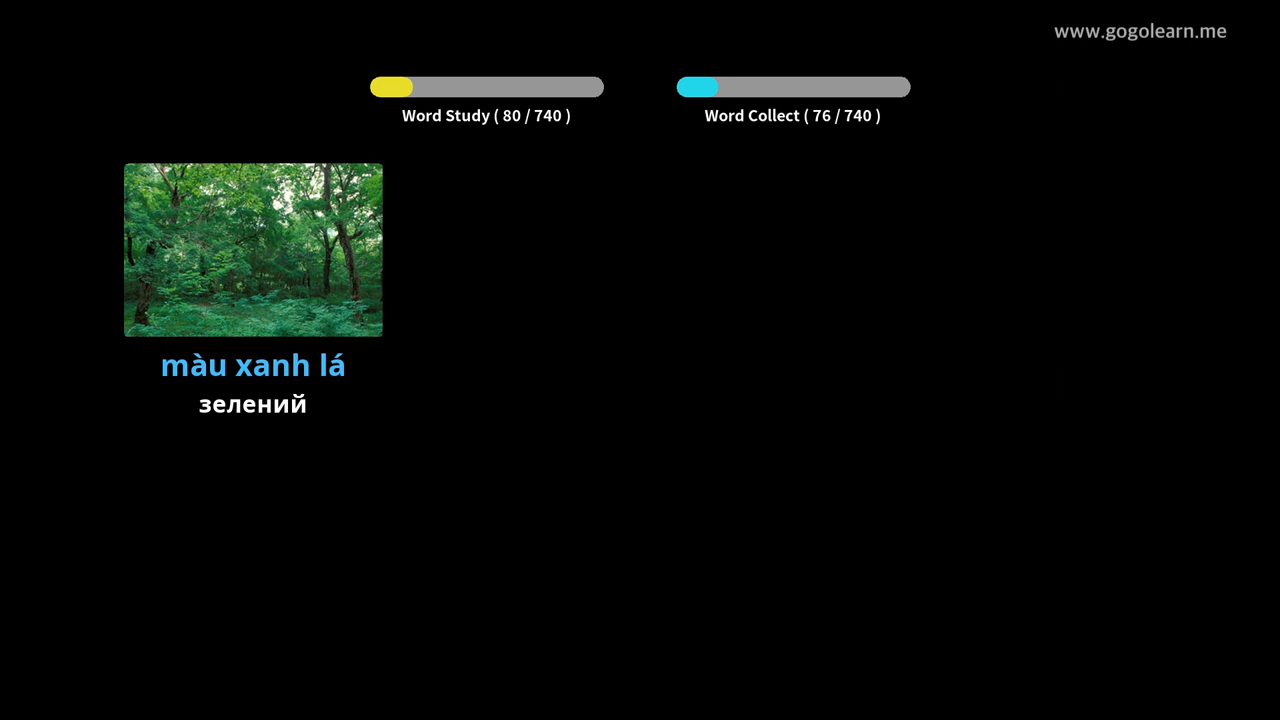 www.gogolearn.me
Word Study ( 80 / 740 )
Word Collect ( 76 / 740 )
màu xanh lá
зелений